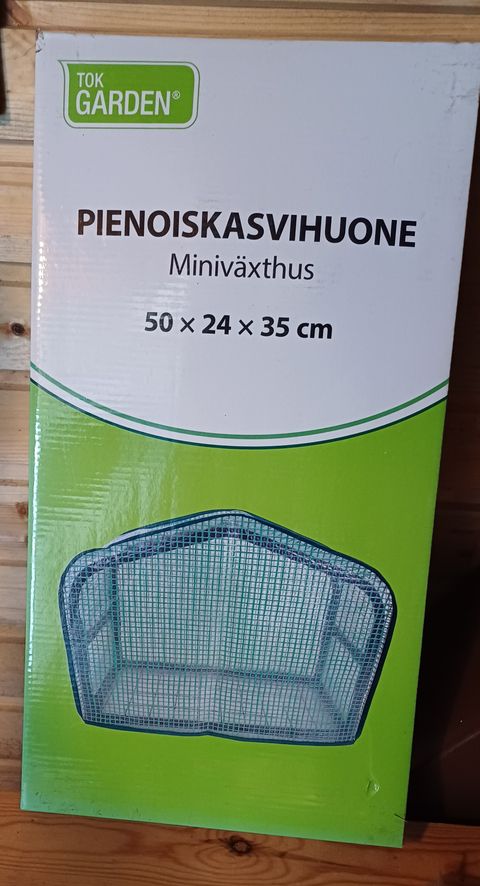 TOK
GARDEN®
PIENOISKASVIHUONE
Miniväxthus
50 × 24 × 35 cm